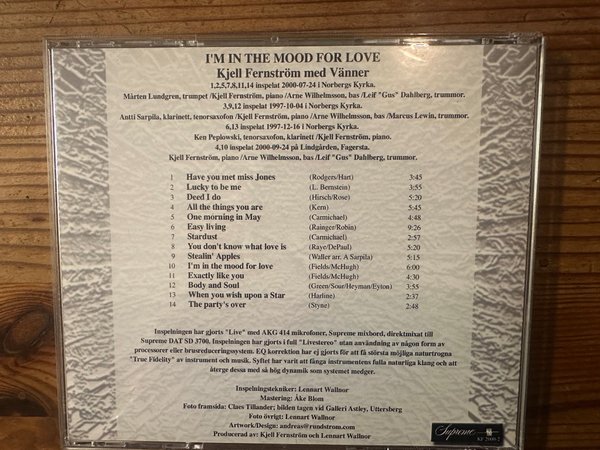 I'M IN THE MOOD FOR LOVE
Kjell Fernström med Vänner
1,2,5,7,8,11,14 inspelat 2000-07-24 i Norbergs Kyrka.
Mårten Lundgren, trumpet /Kjell Fernström, piano /Arne Wilhelmsson, bas /Leif "Gus" Dahlberg, trummor.
3,9,12 inspelat 1997-10-04 i Norbergs Kyrka.
Antti Sarpila, klarinett, tenorsaxofon /Kjell Fernström, piano /Arne Wilhelmsson, bas /Marcus Lewin, trummor.
6,13 inspelat 1997-12-16 i Norbergs Kyrka.
Ken Peplowski, tenorsaxofon, klarinett /Kjell Fernström, piano.
4,10 inspelat 2000-09-24 på Lindgården, Fagersta.
Kjell Fernström, piano /Arne Wilhelmsson, bas /Leif "Gus" Dahlberg, trummor.
1 Have you met miss Jones (Rodgers/Hart) 3:45
2 Lucky to be me (L. Bernstein) 3:55
3 Deed I do (Hirsch/Rose) 5:20
4 All the things you are (Kern) 5:45
5 One morning in May (Carmichael) 4:48
6 Easy living (Rainger/Robin) 9:26
7 Stardust (Carmichael) 2:57
8 You don't know what love is (Raye/DePaul) 5:20
9 Stealin' Apples (Waller arr. A Sarpila) 5:15
10 I'm in the mood for love (Fields/McHugh) 6:00
11 Exactly like you (Fields/McHugh) 4:30
12 Body and Soul (Green/Sour/Heyman/Eyton) 3:55
13 When you wish upon a Star (Harline) 2:37
14 The party's over (Styne) 2:48
Inspelningen har gjorts "Live" med AKG 414 mikrofoner, Supreme mixbord, direktmixat till
Supreme DAT SD 3700. Inspelningen har gjorts i full "Livestereo" utan användning av någon form av
processorer eller brusreduceringssystem. EQ korrektion har ej gjorts för att få största möjliga naturtrogna
"True Fidelity" av instrument och musik. Syftet har varit att fånga instrumentens fulla naturliga klang och att
återge dessa med så hög dynamik som systemet medger.
Inspelningstekniker: Lennart Wallnor
Mastering: Åke Blom
Foto framsida: Claes Tillander; bilden tagen vid Galleri Astley, Uttersberg
Foto övrigt: Lennart Wallnor
Artwork/Design: andreas@rundstrom.com
Producerad av: Kjell Fernström och Lennart Wallnor
Supreme
KF 2000-2